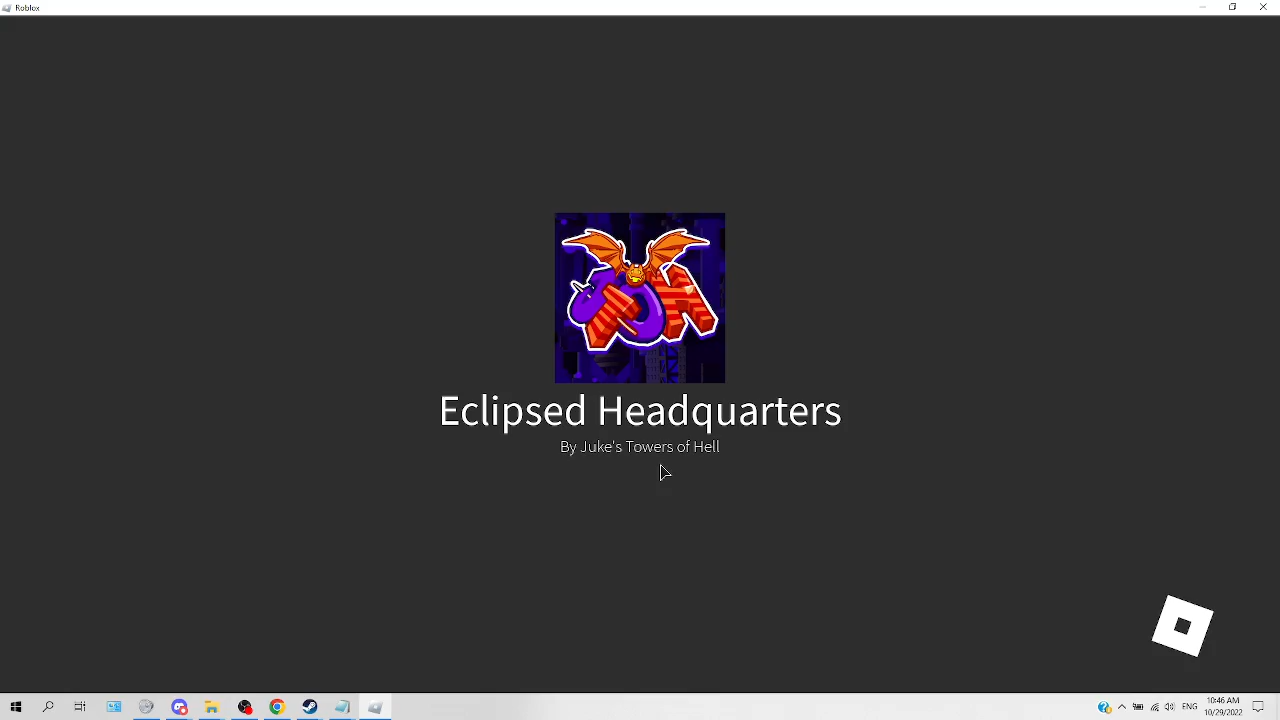 Roblox
Eclipsed Headquarters
By Juke's Towers of Hell
ENG
10:46 AM
10/29/2022